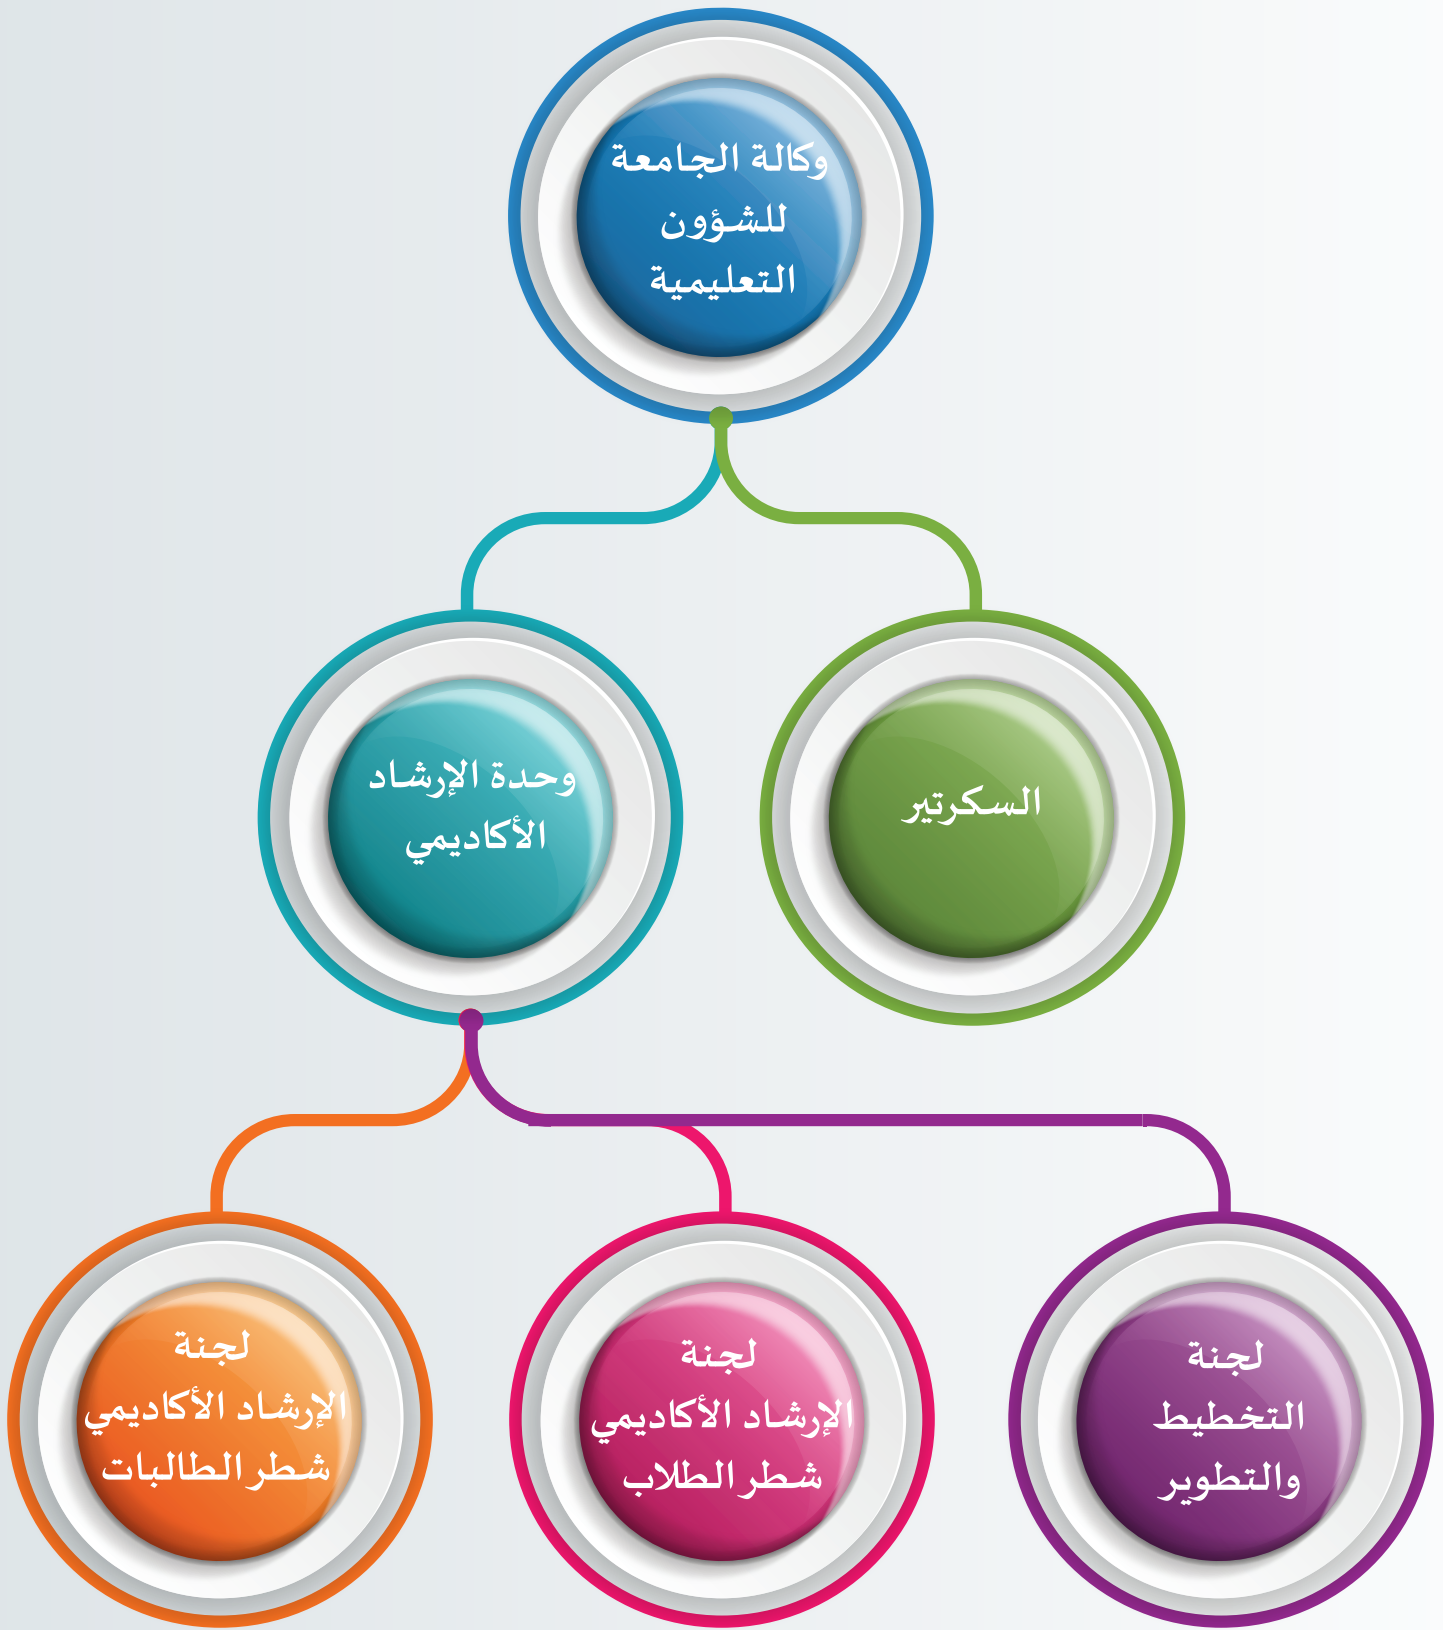 وكالة الجامعة
للشؤون
التعليمية
السكرتير
وحدة الإرشاد
الأكاديمي
لجنة
التخطيط
والتطوير
لجنة
الإرشاد الأكاديمي
شطر الطلاب
لجنة
الإرشاد الأكاديمي
شطر الطالبات